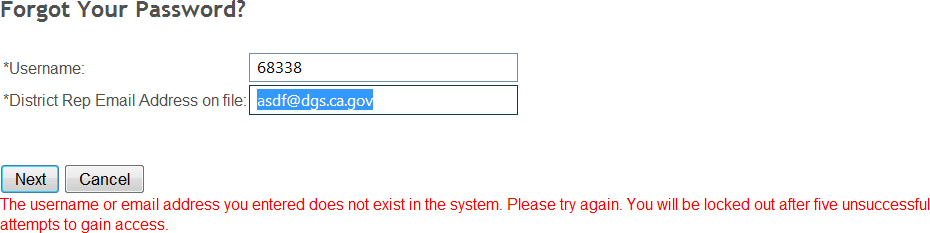 Forgot Your Password?
*Username: 68338
*District Rep Email Address on file: asdf@dgs.ca.gov
Next Cancel
The username or email address you entered does not exist in the system. Please try again. You will be locked out after five unsuccessful
attempts to gain access.